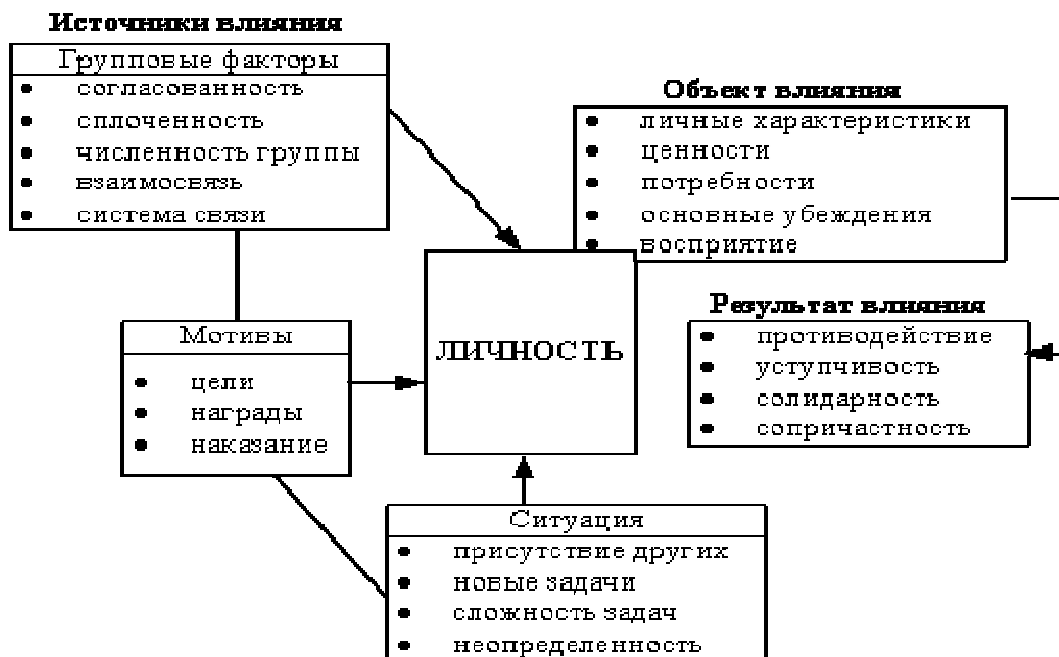 Источники влияния
Групповые факторы
• согласованность
• сплоченность
• численность группы
• взаимосвязь
• система связи
Объект влияния
• личные характеристики
• ценности
• потребности
• основные убеждения
• восприятие
Мотивы
• цели
• награды
• наказание
ЛИЧНОСТЬ
Результат влияния
• противодействие
• уступчивость
• солидарность
• сопричастность
Ситуация
• присутствие других
• новые задачи
• сложность задач
• неопределенность